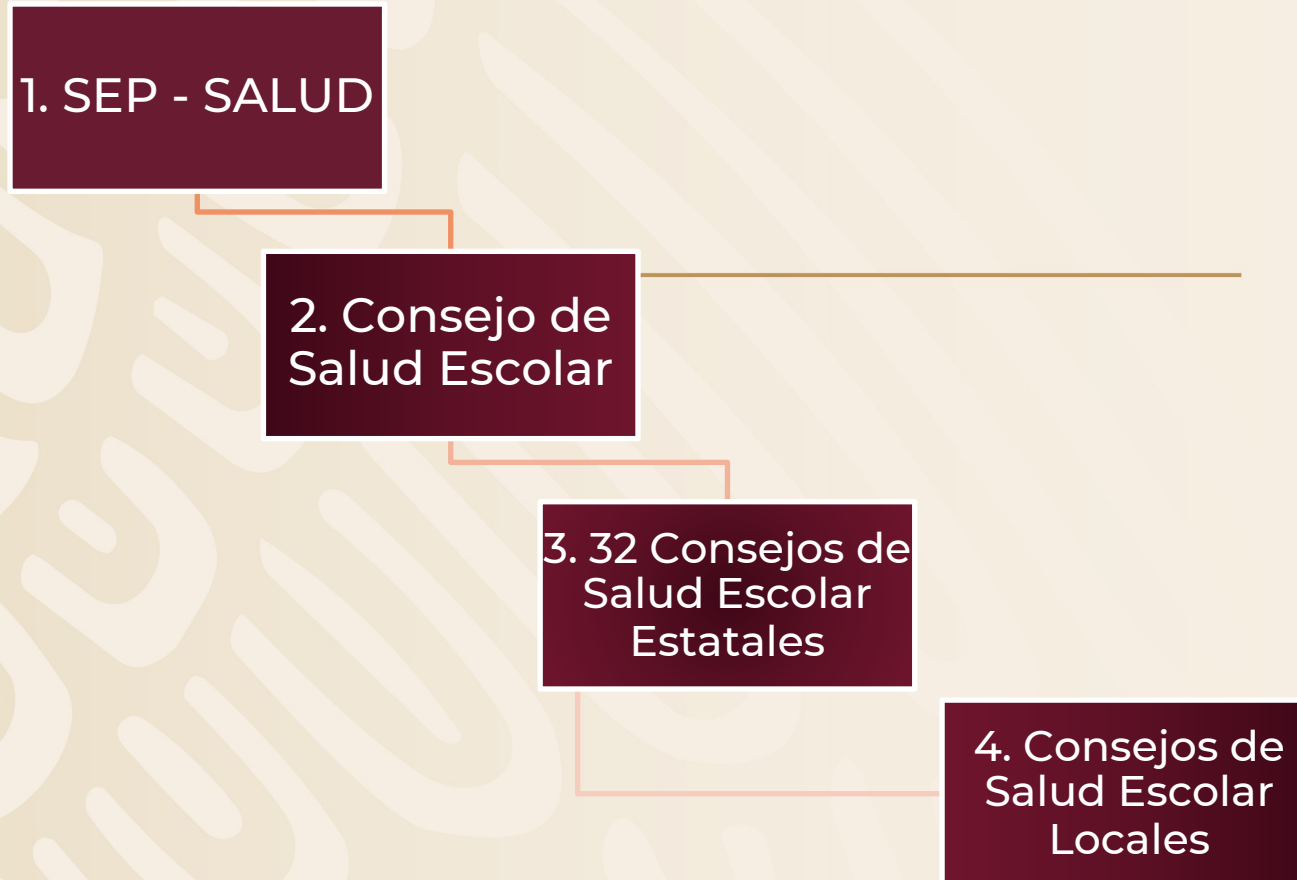 1. SEP - SALUD
2. Consejo de
Salud Escolar
3. 32 Consejos de
Salud Escolar
Estatales
4. Consejos de
Salud Escolar
Locales